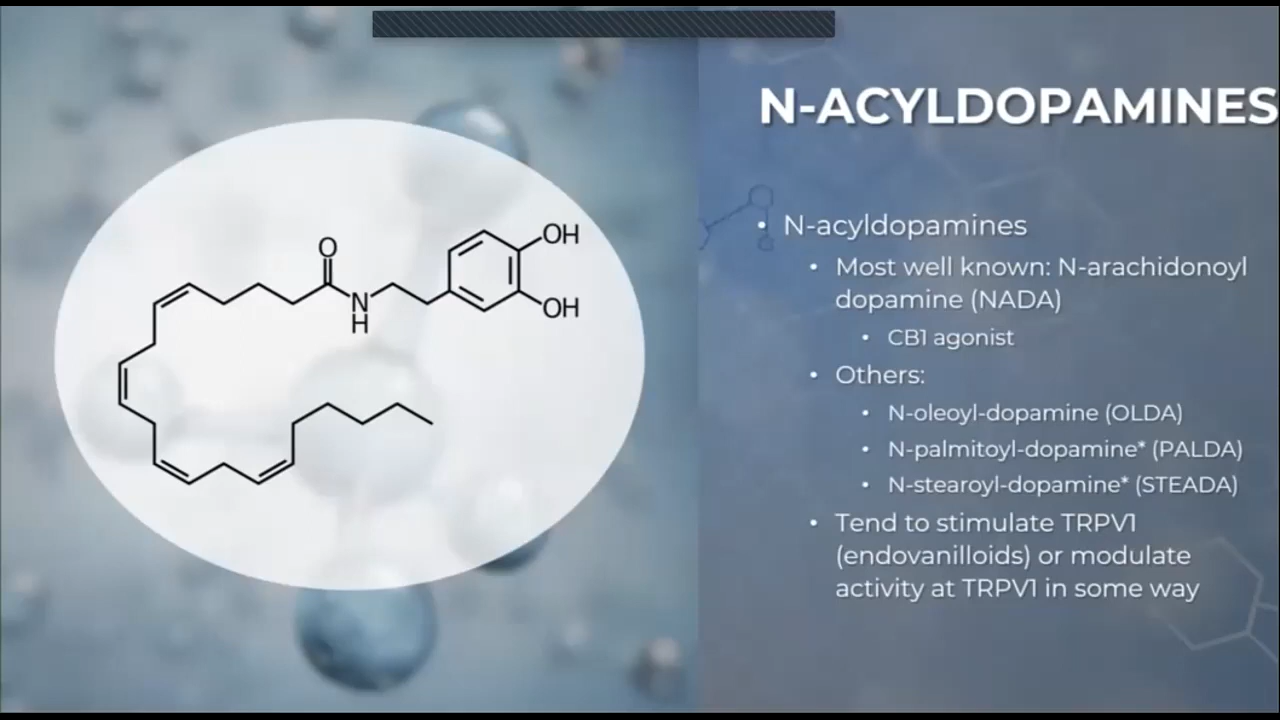 N-ACYLDOPAMINES
• N-acyldopamines
• Most well known: N-arachidonoyl
dopamine (NADA)
• CB1 agonist
• Others:
• N-oleoyl-dopamine (OLDA)
• N-palmitoyl-dopamine* (PALDA)
• N-stearoyl-dopamine* (STEADA)
• Tend to stimulate TRPV1
(endovanilloids) or modulate
activity at TRPV1 in some way
O
N
H
OH
OH